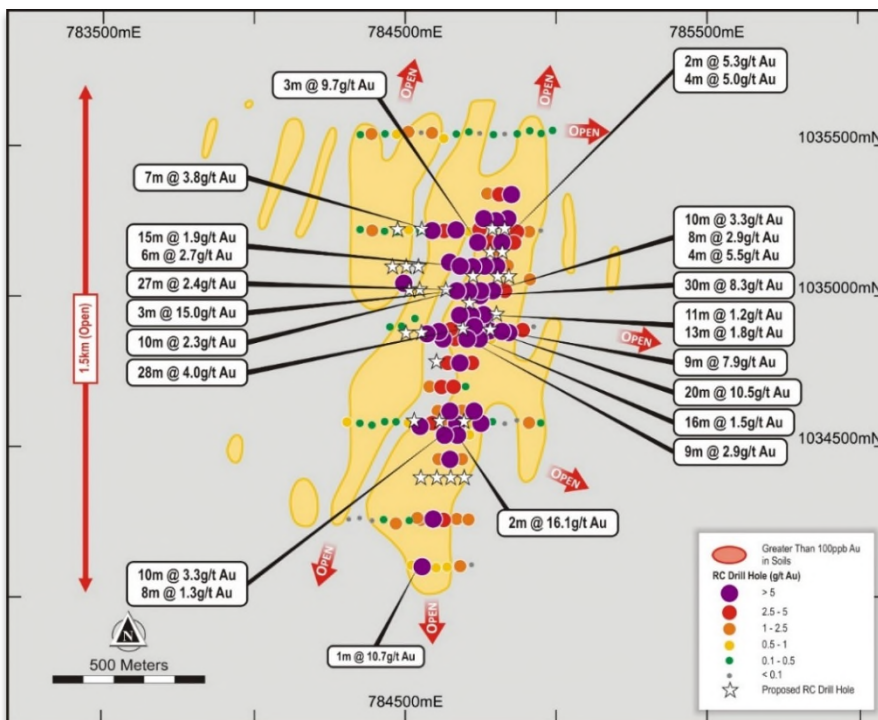 783500mE
784500mE
785500mE
2m @ 5.3g/t Au
4m @ 5.0g/t Au
3m @ 9.7g/t Au
OPEN
OPEN
OPEN
1035500mN
7m @ 3.8g/t Au
15m @ 1.9g/t Au
6m @ 2.7g/t Au
10m @ 3.3g/t Au
8m @ 2.9g/t Au
4m @ 5.5g/t Au
27m @ 2.4g/t Au
30m @ 8.3g/t Au
1035000mN
3m @ 15.0g/t Au
11m @ 1.2g/t Au
13m @ 1.8g/t Au
1.5km (Open)
10m @ 2.3g/t Au
OPEN
9m @ 7.9g/t Au
28m @ 4.0g/t Au
20m @ 10.5g/t Au
16m @ 1.5g/t Au
1034500mN
9m @ 2.9g/t Au
OPEN
2m @ 16.1g/t Au
OPEN
10m @ 3.3g/t Au
8m @ 1.3g/t Au
OPEN
1m @ 10.7g/t Au
N
500 Meters
784500mE
Greater Than 100ppb Au
in Soils
RC Drill Hole (g/t Au)
> 5
2.5 - 5
1 - 2.5
0.5 - 1
0.1 - 0.5
< 0.1
Proposed RC Drill Hole